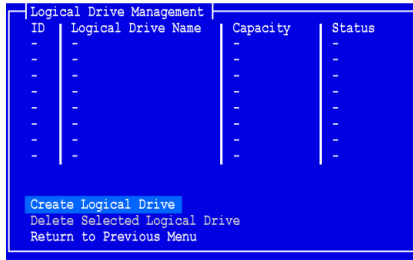 Logical Drive Management
ID Logical Drive Name Capacity Status
- - - -
- - - -
- - - -
- - - -
- - - -
- - - -
- - - -
- - - -
Create Logical Drive
Delete Selected Logical Drive
Return to Previous Menu